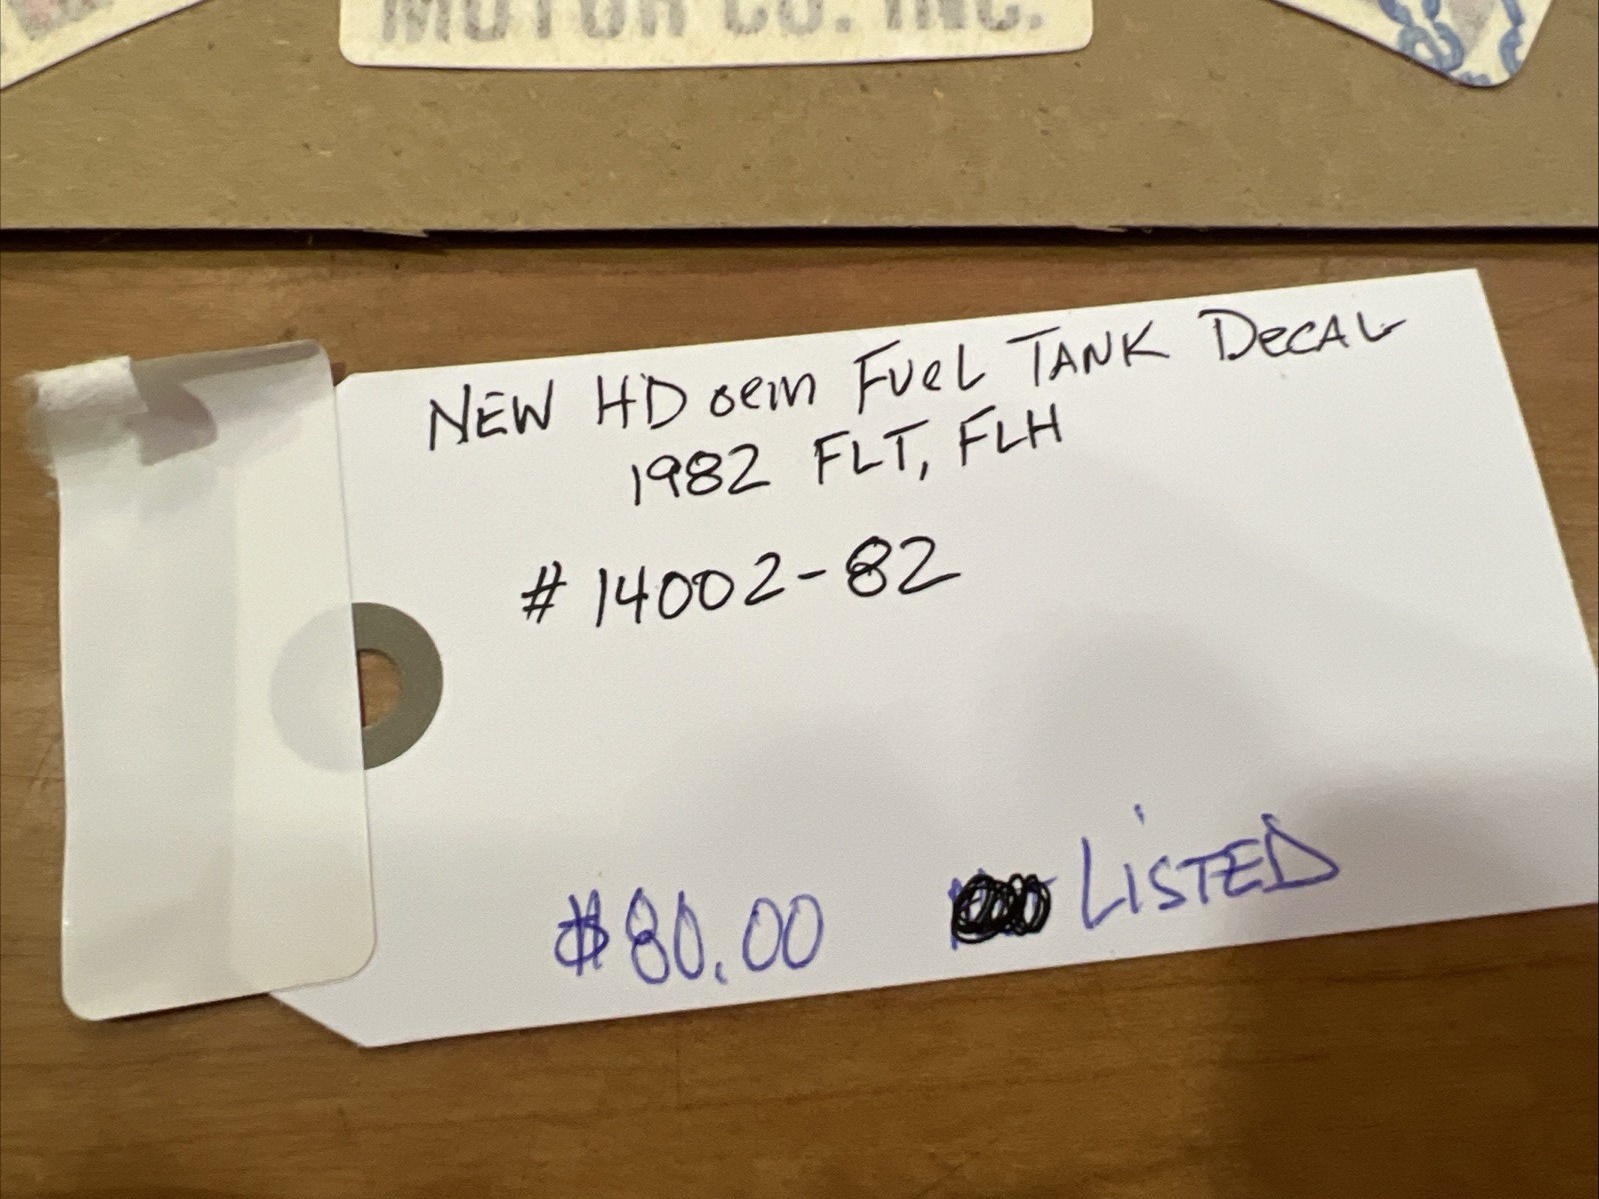 MOTOR CO. INC.
NEW HD oem Fuel TANK DecAL
1982 FLT, FLH
# 14002-82
$80.00 LiSTED